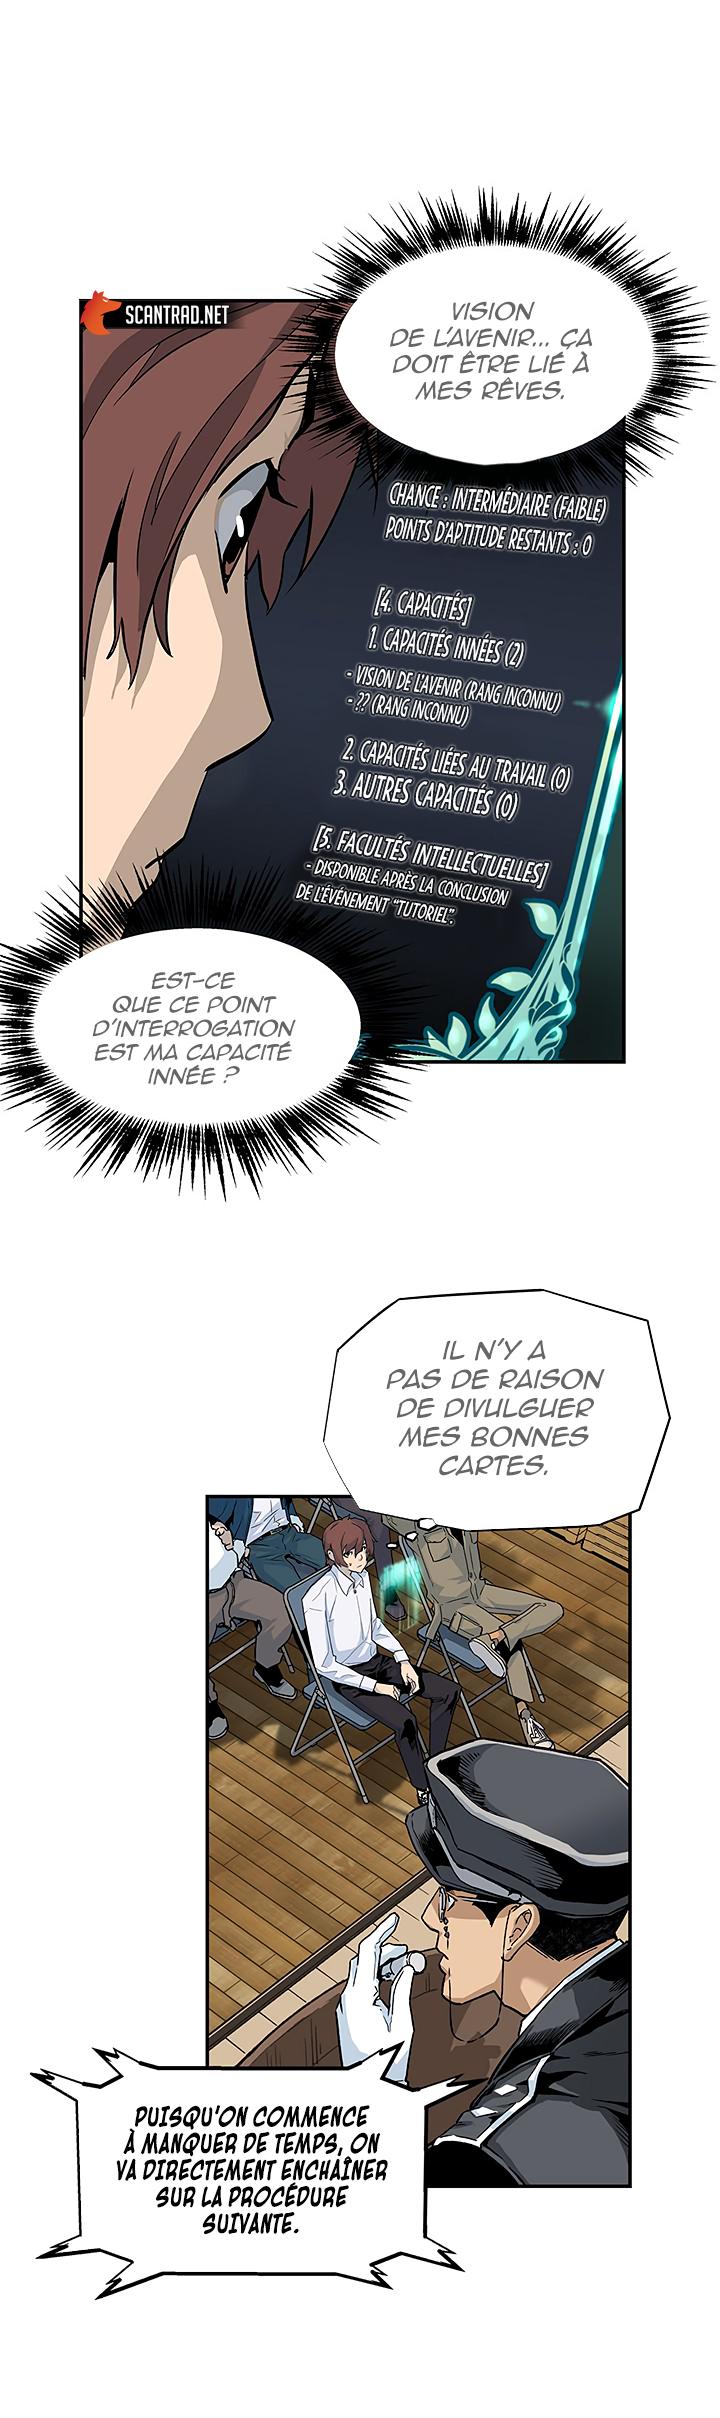 SCANTRAD.NET
VISION
DE L'AVENIR... ÇA
DOIT ÊTRE LIÉ À
MES RÊVES.
CHANCE : INTERMÉDIAIRE (FAIBLE)
POINTS D'APTITUDE RESTANTS : 0
[4. CAPACITÉS]
1. CAPACITÉS INNÉES (2)
- VISION DE L'AVENIR (RANG INCONNU)
- ?? (RANG INCONNU)
2. CAPACITÉS LIÉES AU TRAVAIL (0)
3. AUTRES CAPACITÉS (0)
[5. FACULTÉS INTELLECTUELLES]
- DISPONIBLE APRÈS LA CONCLUSION
DE L'ÉVÉNEMENT "TUTORIEL".
EST-CE
QUE CE POINT
D'INTERROGATION
EST MA CAPACITÉ
INNÉE ?
IL N'Y A
PAS DE RAISON
DE DIVULGUER
MES BONNES
CARTES.
PUISQU'ON COMMENCE
À MANQUER DE TEMPS, ON
VA DIRECTEMENT ENCHAÎNER
SUR LA PROCÉDURE
SUIVANTE.